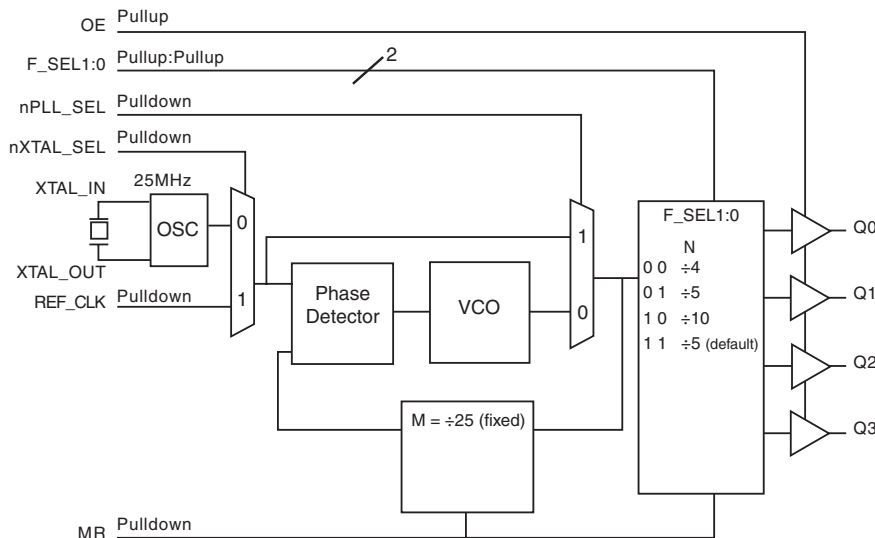 OE Pullup
F_SEL1:0 Pullup:Pullup 2
nPLL_SEL Pulldown
nXTAL_SEL Pulldown
XTAL_IN 25MHz
OSC
XTAL_OUT
REF_CLK Pulldown
0
1
Phase
Detector
VCO
1
0
M = ÷25 (fixed)
F_SEL1:0
N
0 0 ÷4
0 1 ÷5
1 0 ÷10
1 1 ÷5 (default)
Q0
Q1
Q2
Q3
MR Pulldown